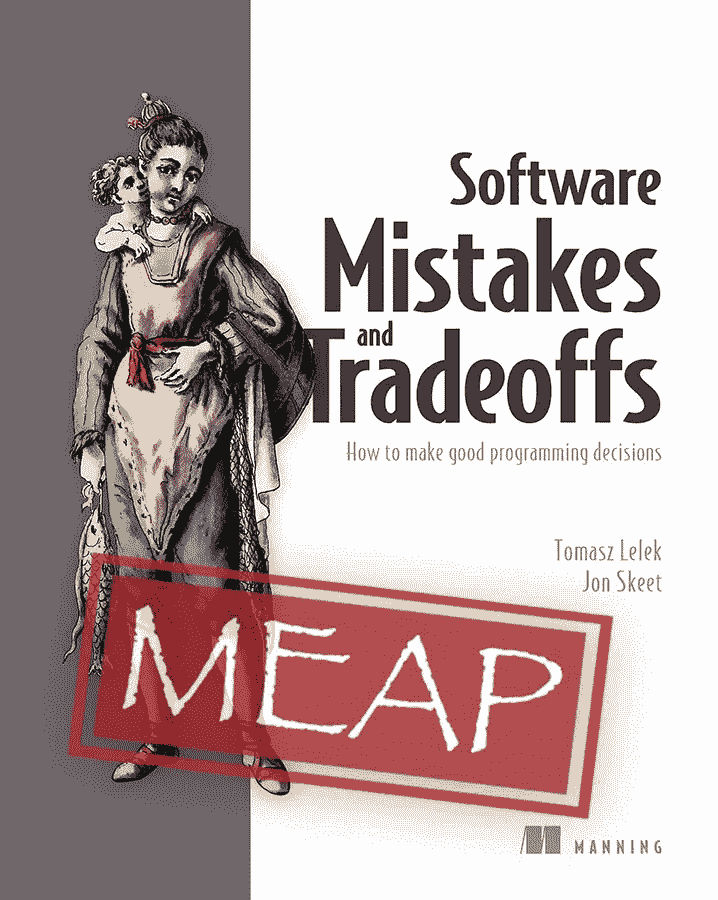 Software
Mistakes
and
Tradeoffs
How to make good programming decisions
Tomasz Lelek
Jon Skeet
MEAP
MANNING